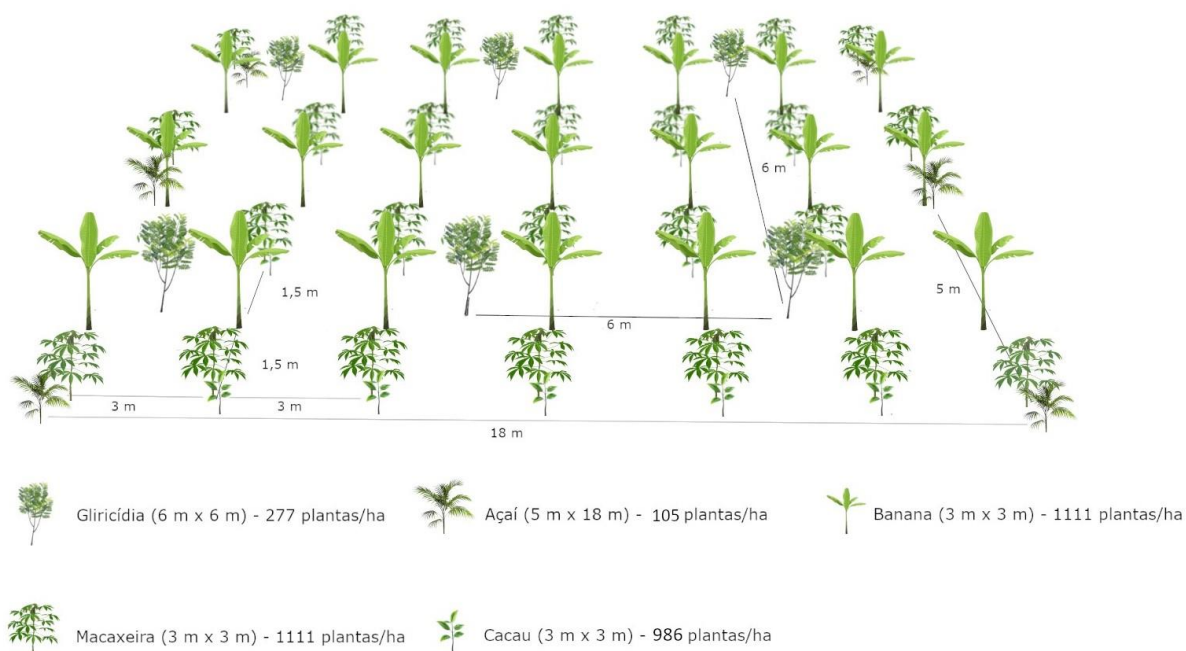 6 m
1,5 m
5 m
6 m
1,5 m
3 m
3 m
18 m
Gliricídia (6 m x 6 m) - 277 plantas/ha
Açaí (5 m x 18 m) - 105 plantas/ha
Banana (3 m x 3 m) - 1111 plantas/ha
Macaxeira (3 m x 3 m) - 1111 plantas/ha
Cacau (3 m x 3 m) - 986 plantas/ha